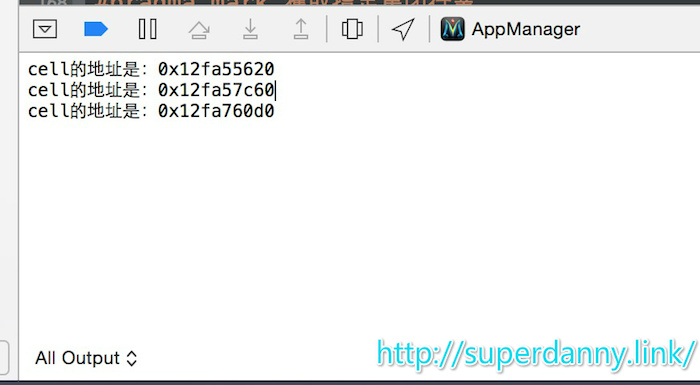 AppManager
cell的地址是：0x12fa55620
cell的地址是：0x12fa57c60
cell的地址是：0x12fa760d0
All Output
http://superdanny.link/